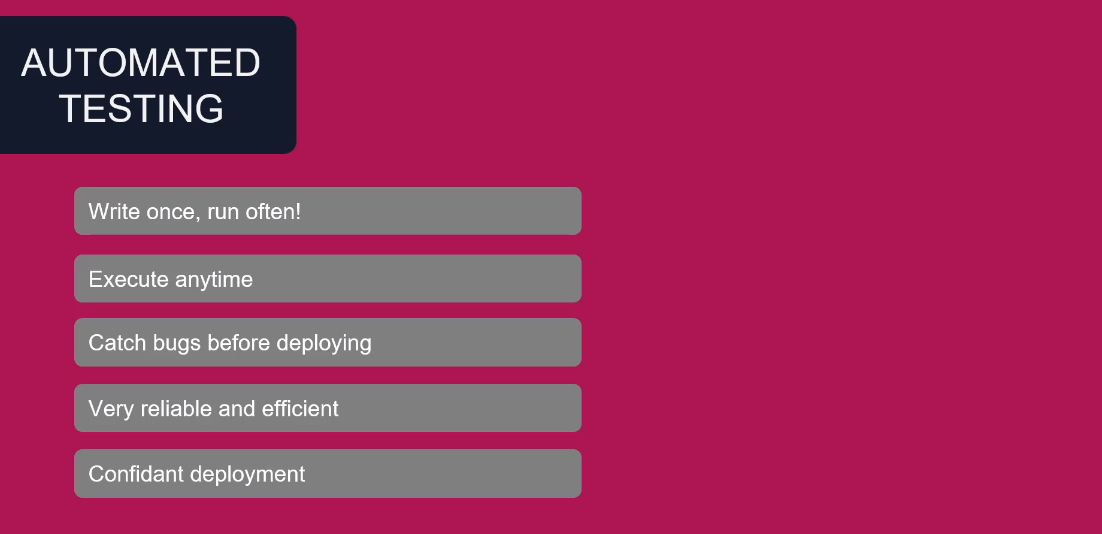 AUTOMATED
TESTING
Write once, run often!
Execute anytime
Catch bugs before deploying
Very reliable and efficient
Confidant deployment